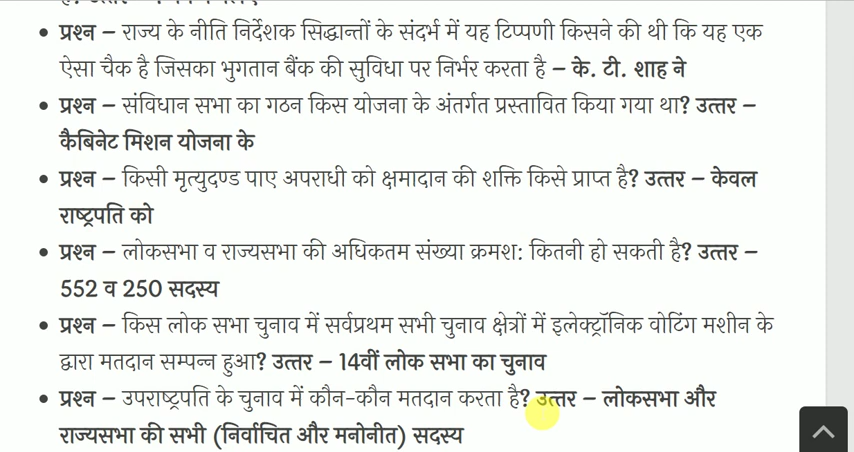 • प्रश्न – राज्य के नीति निर्देशक सिद्धान्तों के संदर्भ में यह टिप्पणी किसने की थी कि यह एक
ऐसा चैक है जिसका भुगतान बैंक की सुविधा पर निर्भर करता है – के. टी. शाह ने
• प्रश्न – संविधान सभा का गठन किस योजना के अंतर्गत प्रस्तावित किया गया था? उत्तर –
कैबिनेट मिशन योजना के
• प्रश्न – किसी मृत्युदण्ड पाए अपराधी को क्षमादान की शक्ति किसे प्राप्त है? उत्तर – केवल
राष्ट्रपति को
• प्रश्न – लोकसभा व राज्यसभा की अधिकतम संख्या क्रमश: कितनी हो सकती है? उत्तर –
552 व 250 सदस्य
• प्रश्न – किस लोक सभा चुनाव में सर्वप्रथम सभी चुनाव क्षेत्रों में इलेक्ट्रॉनिक वोटिंग मशीन के
द्वारा मतदान सम्पन्न हुआ? उत्तर – 14वीं लोक सभा का चुनाव
• प्रश्न – उपराष्ट्रपति के चुनाव में कौन-कौन मतदान करता है? उत्तर – लोकसभा और
राज्यसभा की सभी (निर्वाचित और मनोनीत) सदस्य